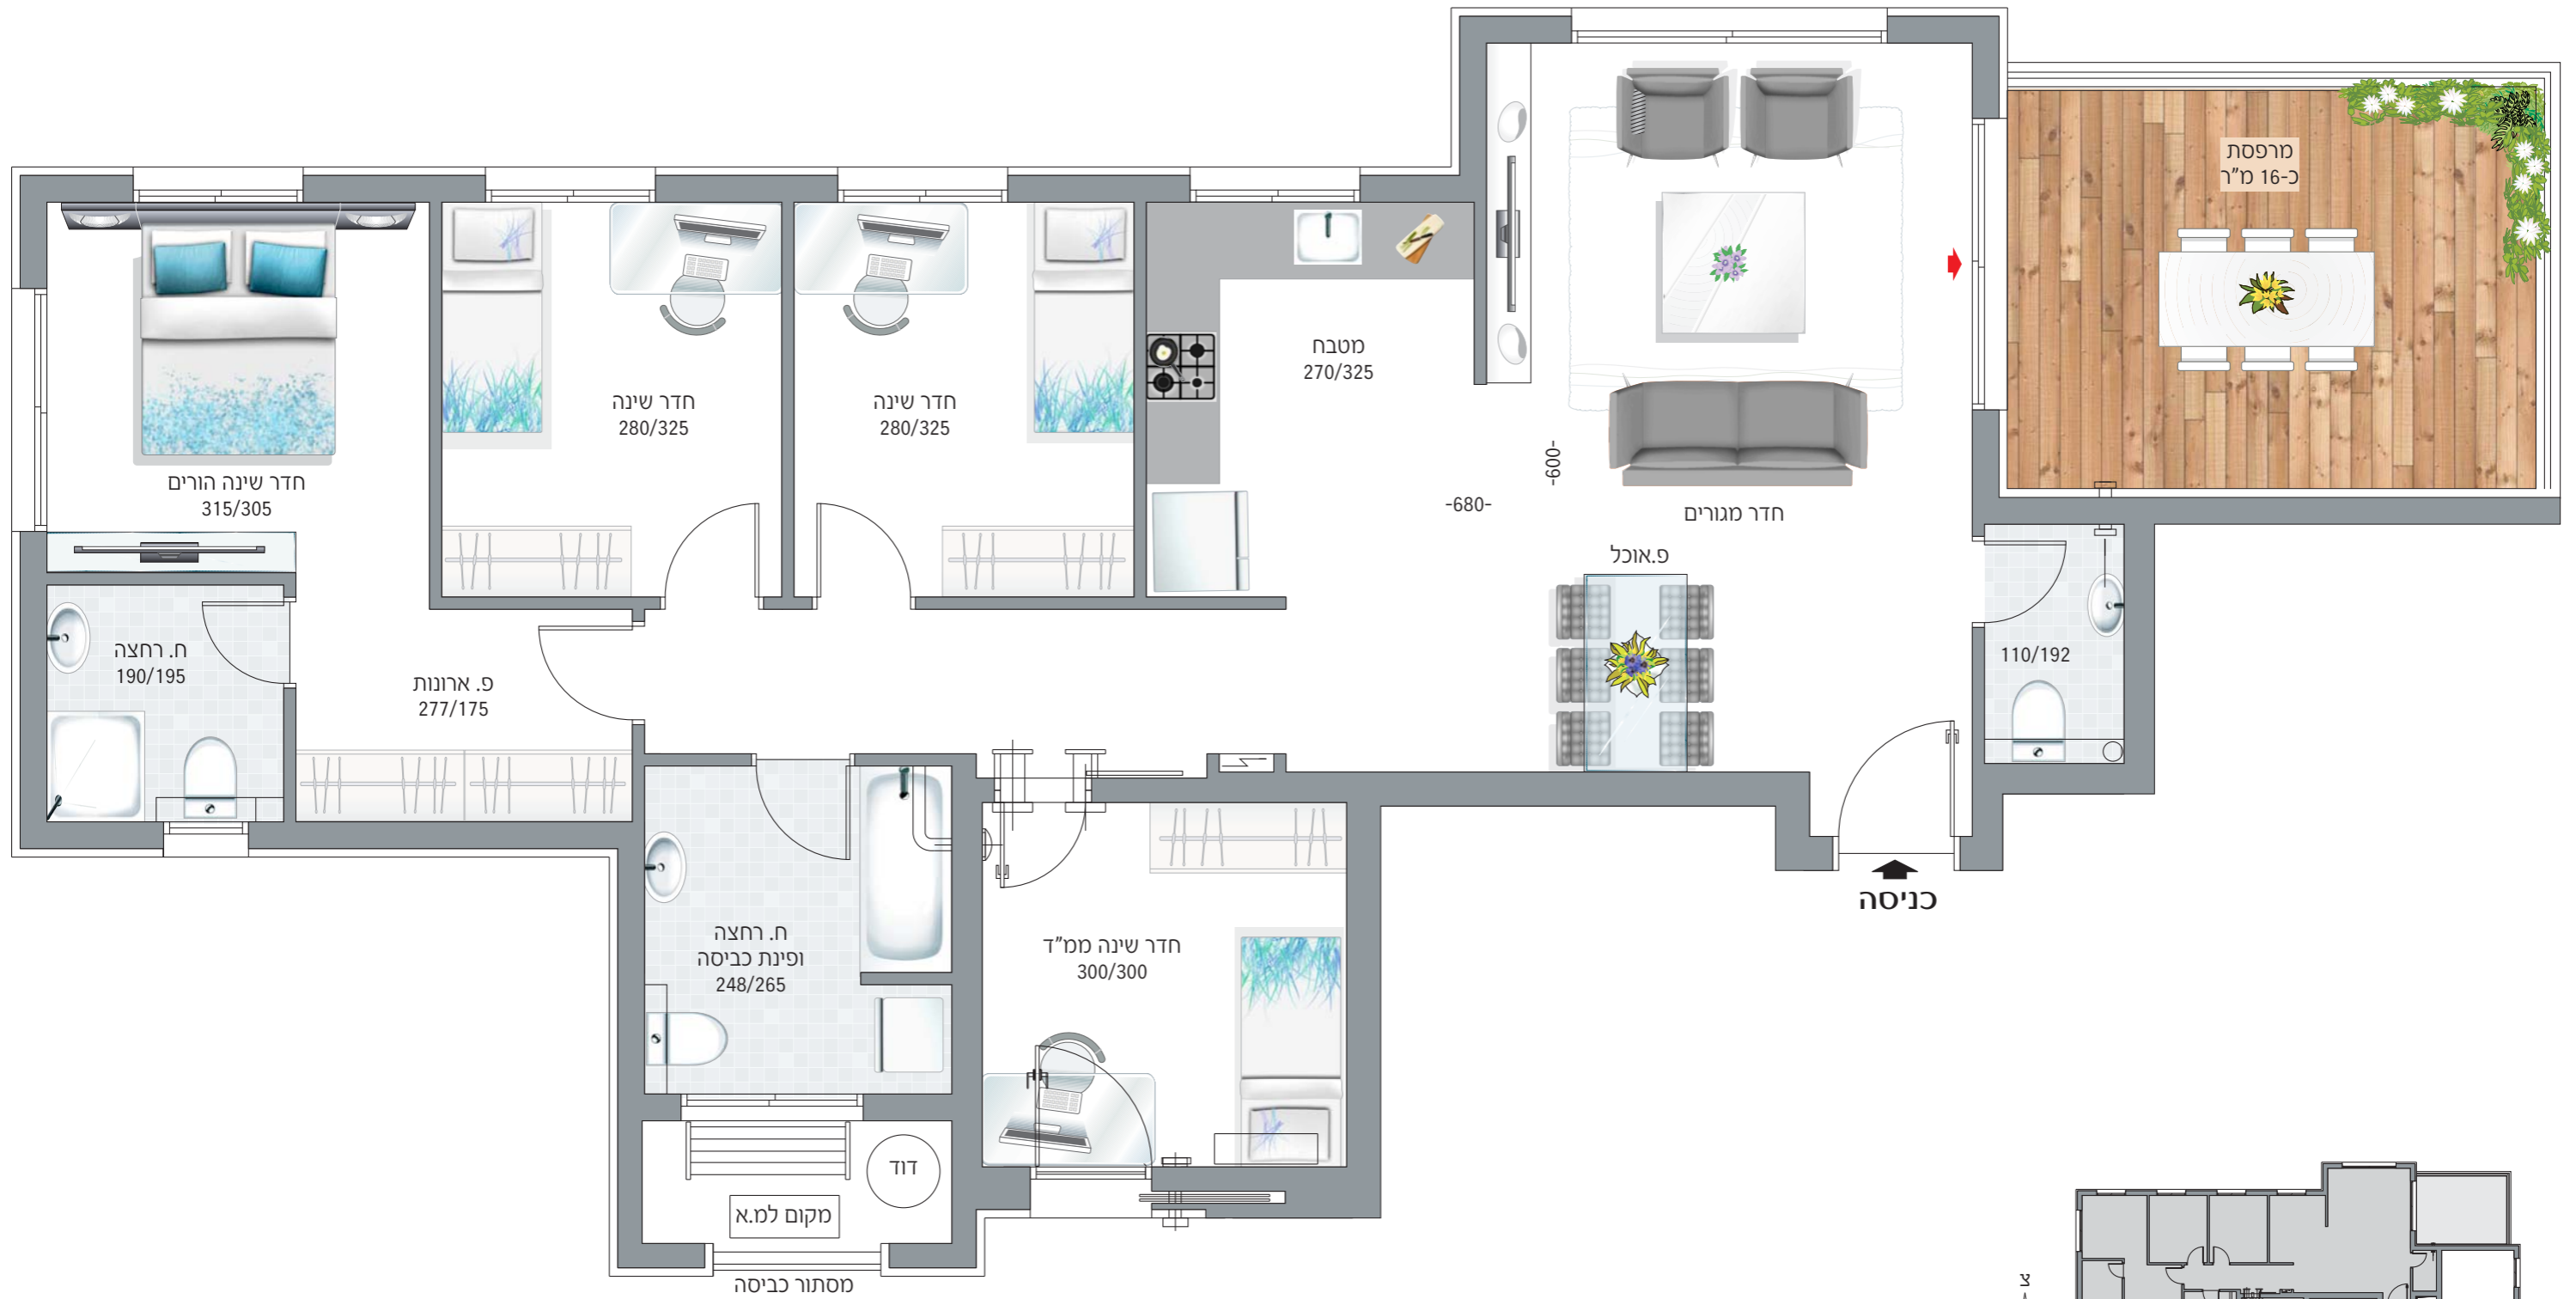 מרפסת
כ-16 מ"ר
מטבח
270/325
חדר שינה
280/325
חדר שינה
280/325
חדר שינה הורים
315/305
-600-
-680-
חדר מגורים
פ.אוכל
ח. רחצה
190/195
פ. ארונות
277/175
110/192
כניסה
חדר שינה ממ"ד
300/300
ח. רחצה
ופינת כביסה
248/265
דוד
מקום למ.א
מסתור כביסה
צ